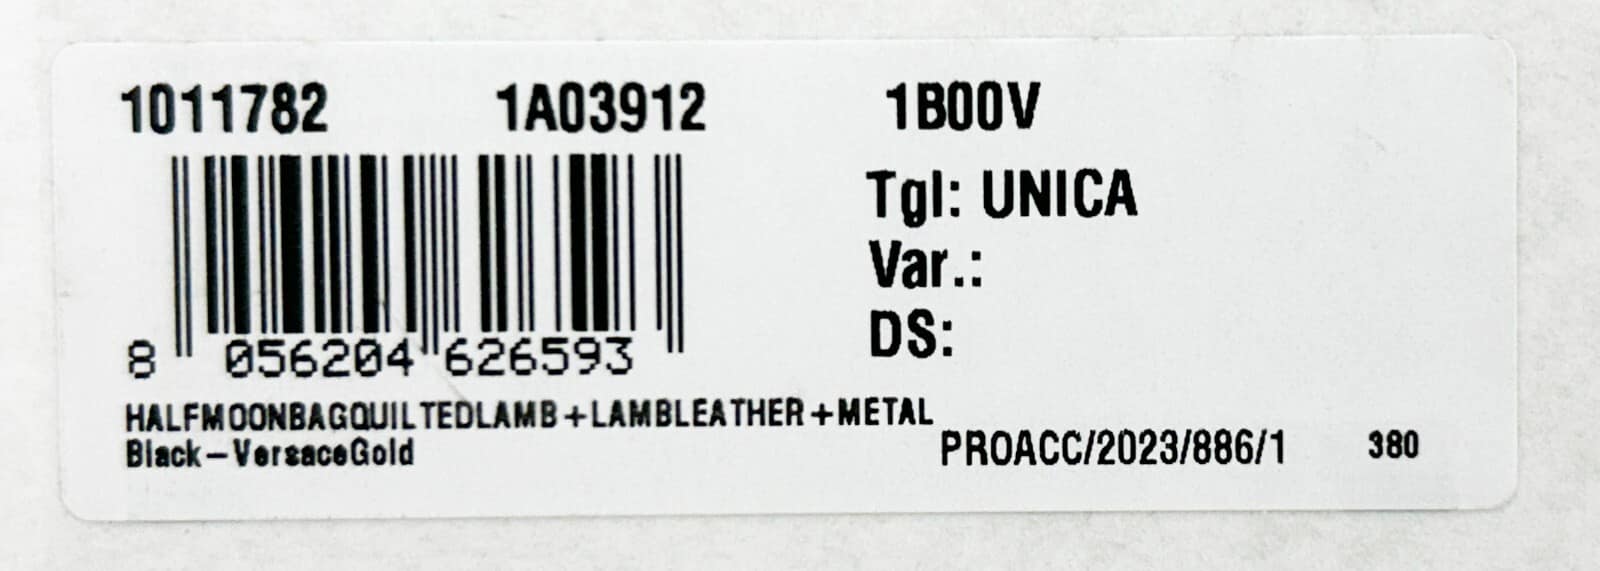 1011782 1A03912 1B00V
Tgl: UNICA
Var.:
DS:
8 056204 626593
HALFMOONBAGQUILTEDLAMB+LAMBLEATHER+METAL
Black-VersaceGold
PROACC/2023/886/1 380